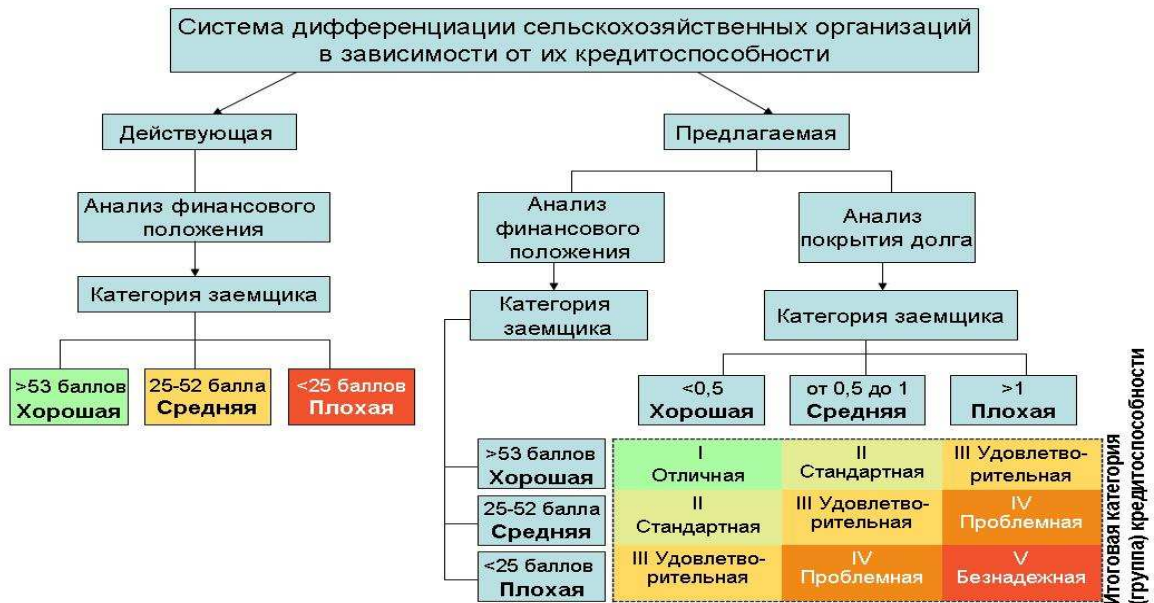 Система дифференциации сельскохозяйственных организаций
в зависимости от их кредитоспособности
Действующая
Предлагаемая
Анализ финансового
положения
Анализ
финансового
положения
Анализ
покрытия долга
Категория заемщика
Категория
заемщика
Категория заемщика
>53 баллов
Хорошая
25-52 балла
Средняя
<25 баллов
Плохая
<0,5
Хорошая
от 0,5 до 1
Средняя
>1
Плохая
>53 баллов
Хорошая
I
Отличная
II
Стандартная
III Удовлетво-
рительная
25-52 балла
Средняя
II
Стандартная
III Удовлетво-
рительная
IV
Проблемная
<25 баллов
Плохая
III Удовлетво-
рительная
IV
Проблемная
V
Безнадежная
Итоговая категория
(группа) кредитоспособности